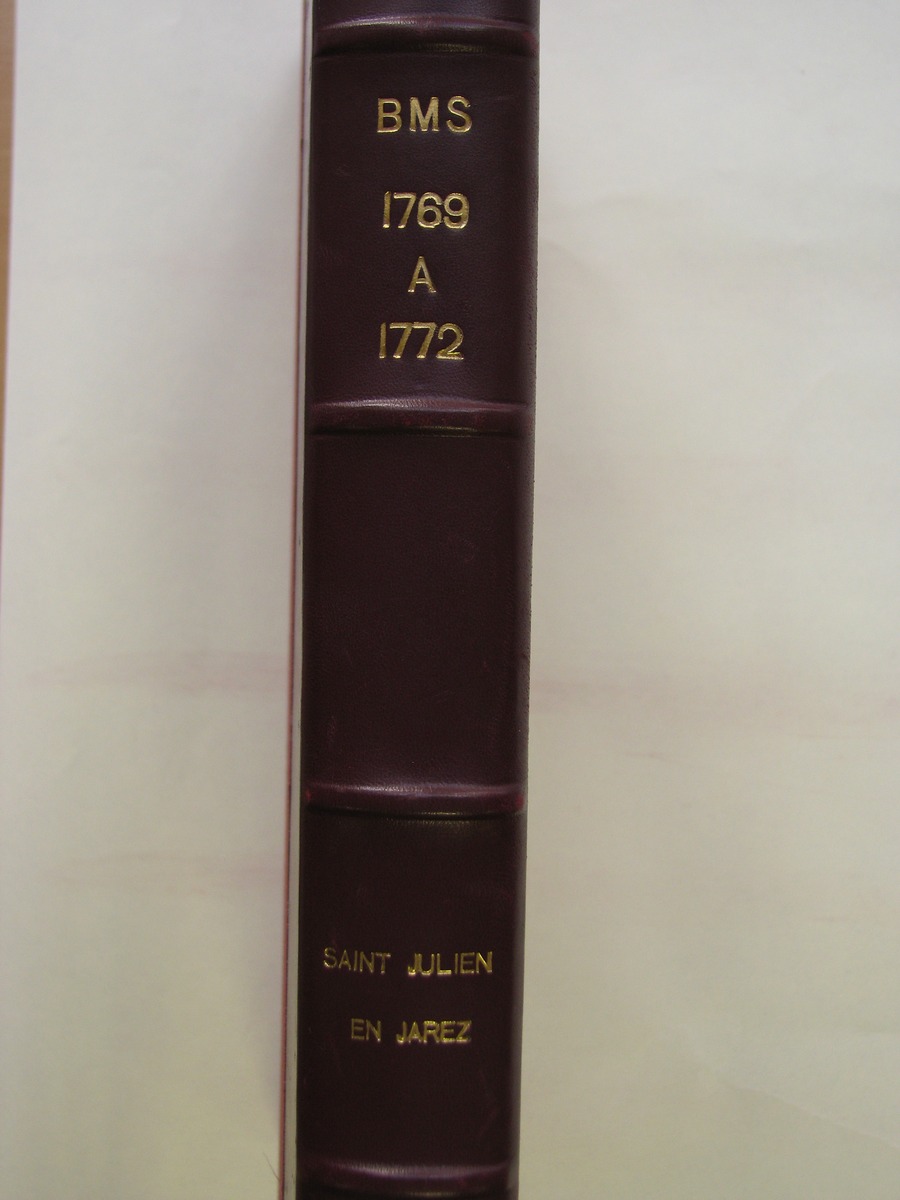 BMS
1769
A
1772
SAINT JULIEN
EN JAREZ